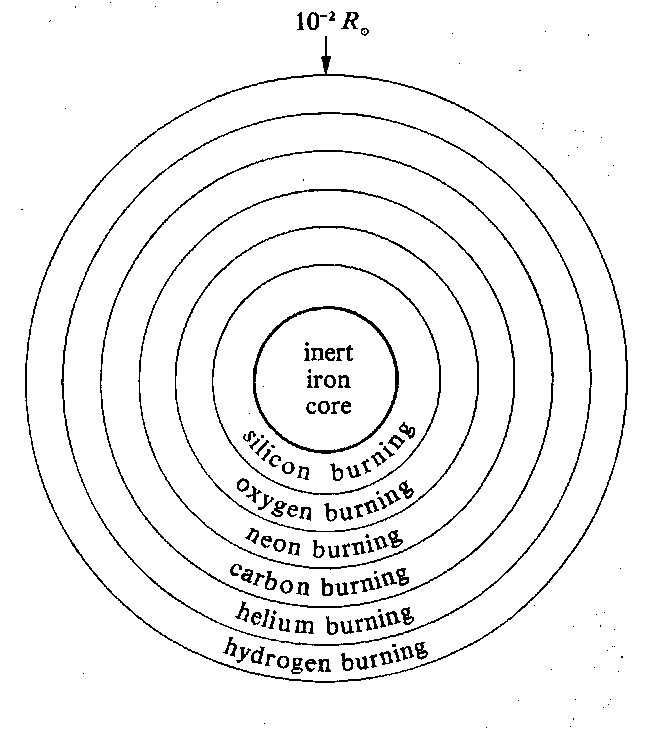 10⁻² R☉
inert
iron
core
silicon burning
oxygen burning
neon burning
carbon burning
helium burning
hydrogen burning